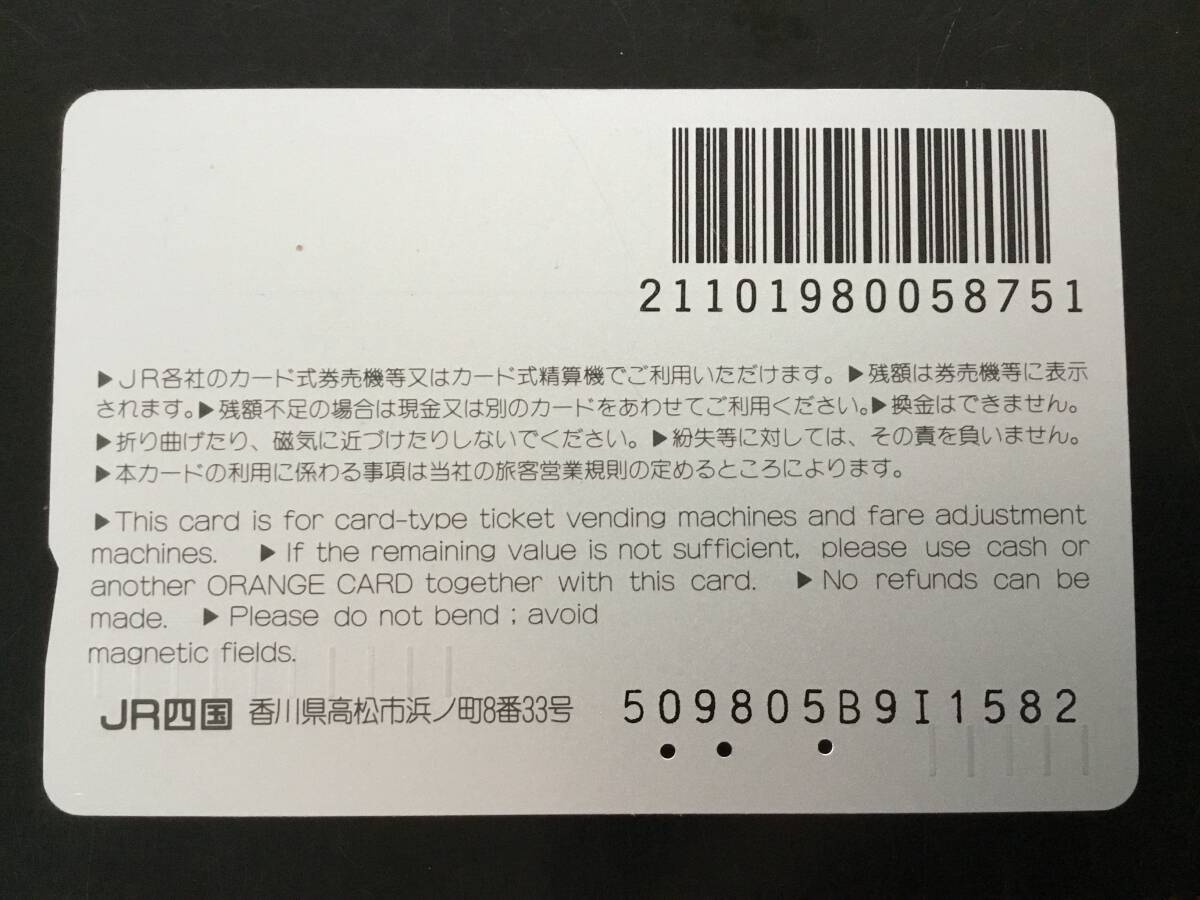 21101980058751
▶JR各社のカード式券売機等又はカード式精算機でご利用いただけます。▶残額は券売機等に表示
されます。▶残額不足の場合は現金又は別のカードをあわせてご利用ください。▶換金はできません。
▶折り曲げたり、磁気に近づけたりしないでください。▶紛失等に対しては、その責を負いません。
▶本カードの利用に係わる事項は当社の旅客営業規則の定めるところによります。
▶This card is for card-type ticket vending machines and fare adjustment
machines. ▶If the remaining value is not sufficient, please use cash or
another ORANGE CARD together with this card. ▶No refunds can be
made. ▶Please do not bend ; avoid
magnetic fields.
JR四国 香川県高松市浜ノ町8番33号 509805B9I1582